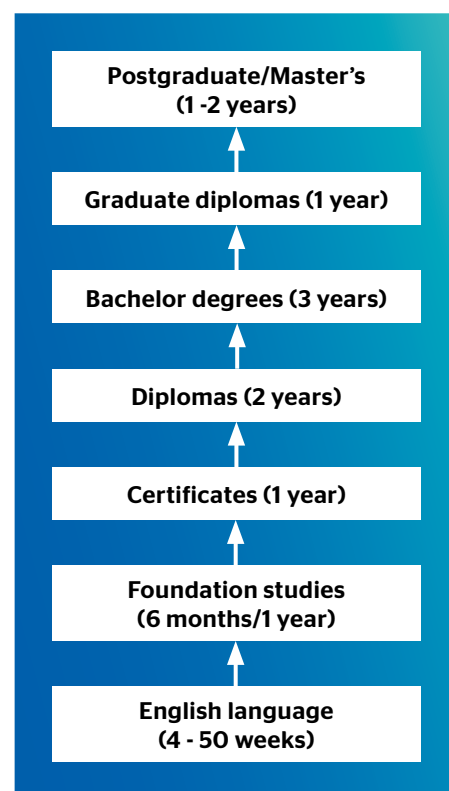 Postgraduate/Master’s
(1 -2 years)
Graduate diplomas (1 year)
Bachelor degrees (3 years)
Diplomas (2 years)
Certificates (1 year)
Foundation studies
(6 months/1 year)
English language
(4 - 50 weeks)